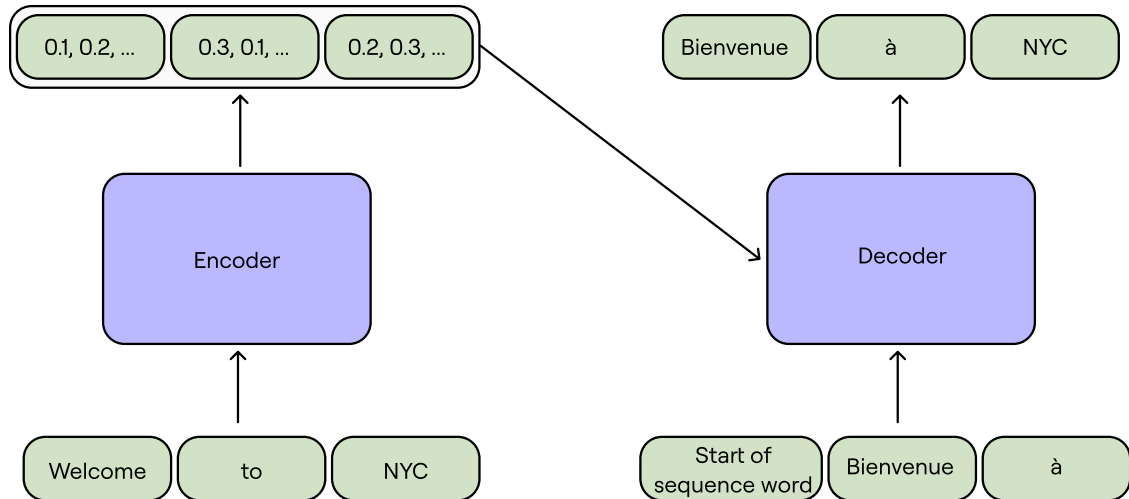 0.1, 0.2, ... 0.3, 0.1, ... 0.2, 0.3, ...
Bienvenue à NYC
Encoder
Decoder
Welcome to NYC
Start of
sequence word
Bienvenue à